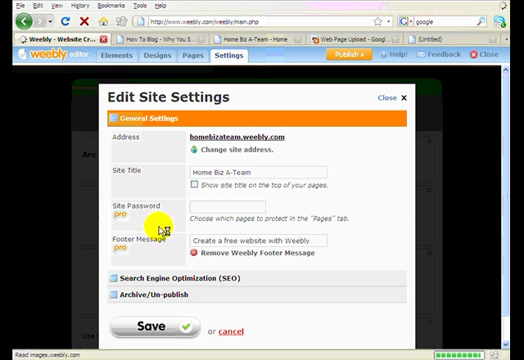 File Edit View History Bookmarks Tools Help
http://www.weebly.com/weebly/main.php
google
Weebly - Website Cr...
How To Blog - Why You S
Home Biz A-Team - Home
Web Page Upload - Googl...
(Untitled)
weebly editor
Elements
Designs
Pages
Settings
Publish
Help!
Feedback
Close
Edit Site Settings
Close X
General Settings
Address
homebizateam.weebly.com
Change site address.
Site Title
Home Biz A-Team
Show site title on the top of your pages.
Site Password
pro
Choose which pages to protect in the "Pages" tab.
Footer Message
pro
Create a free website with Weebly
Remove Weebly Footer Message
Search Engine Optimization (SEO)
Archive/Un-publish
Save
or cancel
Read images.weebly.com